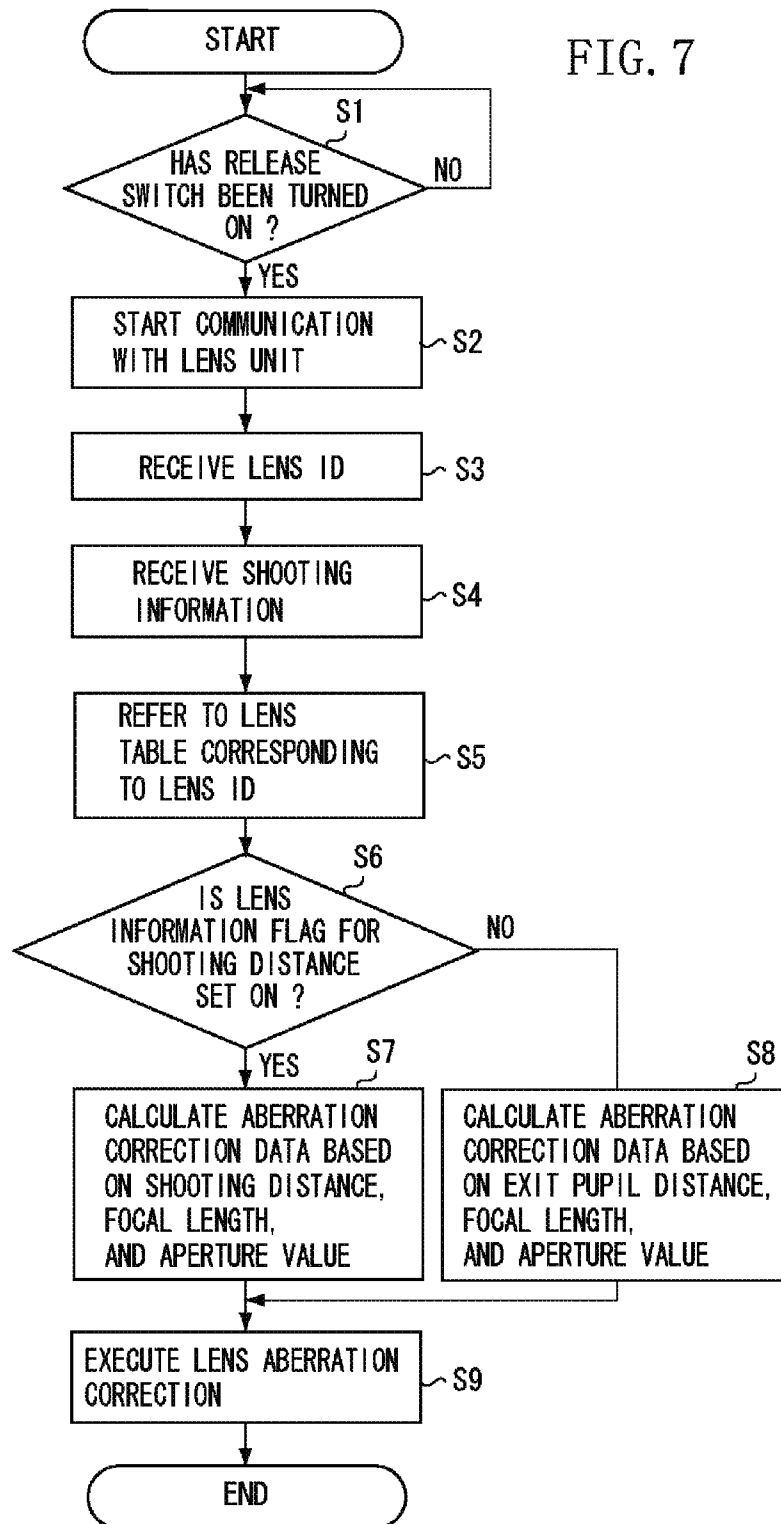 START
FIG. 7
S1
HAS RELEASE
SWITCH BEEN TURNED
ON ?
NO
YES
START COMMUNICATION
WITH LENS UNIT
S2
RECEIVE LENS ID
S3
RECEIVE SHOOTING
INFORMATION
S4
REFER TO LENS
TABLE CORRESPONDING
TO LENS ID
S5
S6
IS LENS
INFORMATION FLAG FOR
SHOOTING DISTANCE
SET ON ?
NO
YES
S7
CALCULATE ABERRATION
CORRECTION DATA BASED
ON SHOOTING DISTANCE,
FOCAL LENGTH,
AND APERTURE VALUE
S8
CALCULATE ABERRATION
CORRECTION DATA BASED
ON EXIT PUPIL DISTANCE,
FOCAL LENGTH,
AND APERTURE VALUE
EXECUTE LENS ABERRATION
CORRECTION
S9
END